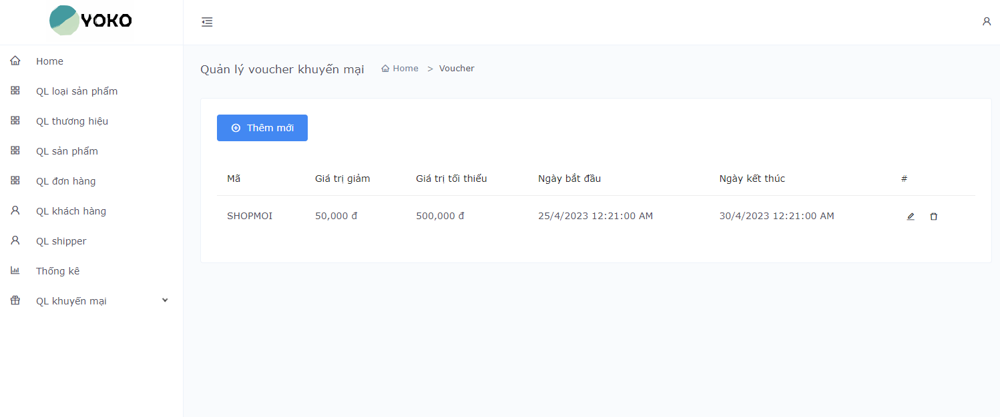 YOKO
Home
QL loại sản phẩm
QL thương hiệu
QL sản phẩm
QL đơn hàng
QL khách hàng
QL shipper
Thống kê
QL khuyến mại
Quản lý voucher khuyến mại
Home > Voucher
Thêm mới
Mã Giá trị giảm Giá trị tối thiểu Ngày bắt đầu Ngày kết thúc #
SHOPMOI 50,000 đ 500,000 đ 25/4/2023 12:21:00 AM 30/4/2023 12:21:00 AM